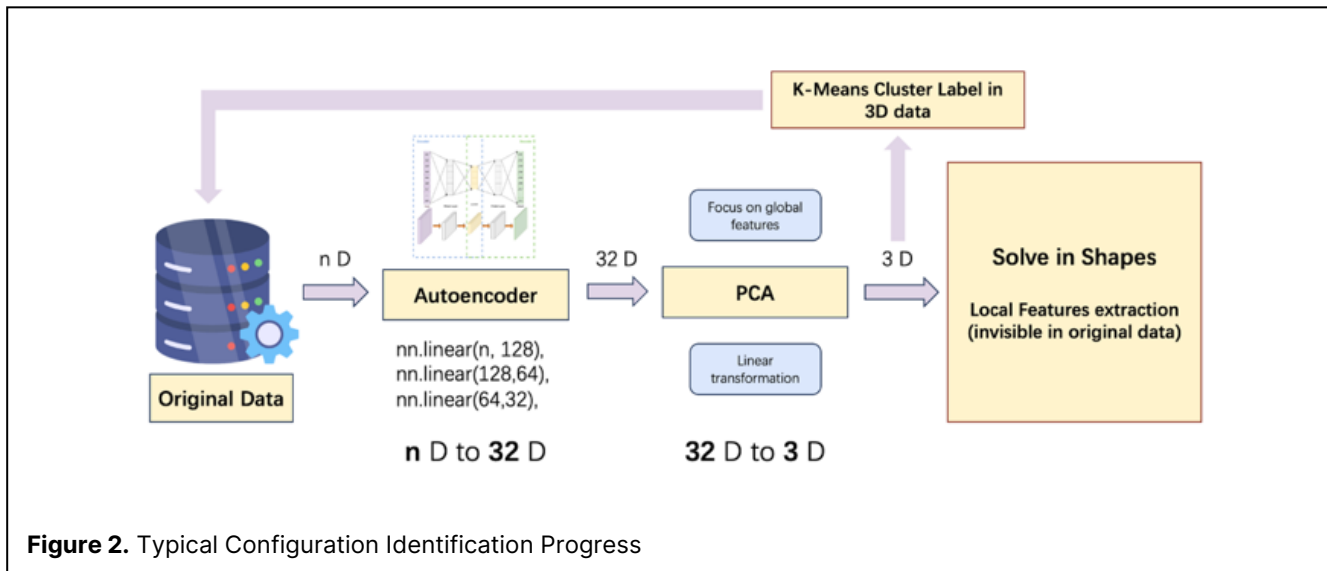 K-Means Cluster Label in
3D data
Focus on global
features
n D
32 D
3 D
Autoencoder
PCA
Solve in Shapes
Local Features extraction
(invisible in original data)
nn.linear(n, 128),
nn.linear(128,64),
nn.linear(64,32),
Linear
transformation
Original Data
n D to 32 D
32 D to 3 D
Figure 2. Typical Configuration Identification Progress